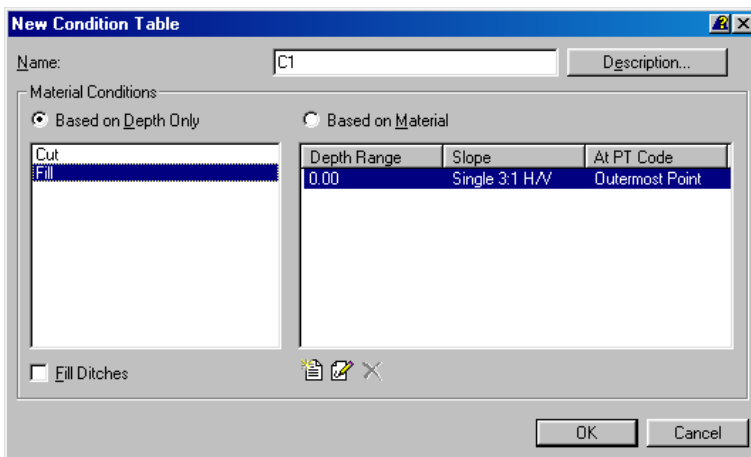 New Condition Table
Name: C1 Description...
Material Conditions
Based on Depth Only Based on Material
Cut Depth Range Slope At PT Code
Fill 0.00 Single 3:1 H/V Outermost Point
Fill Ditches
OK Cancel